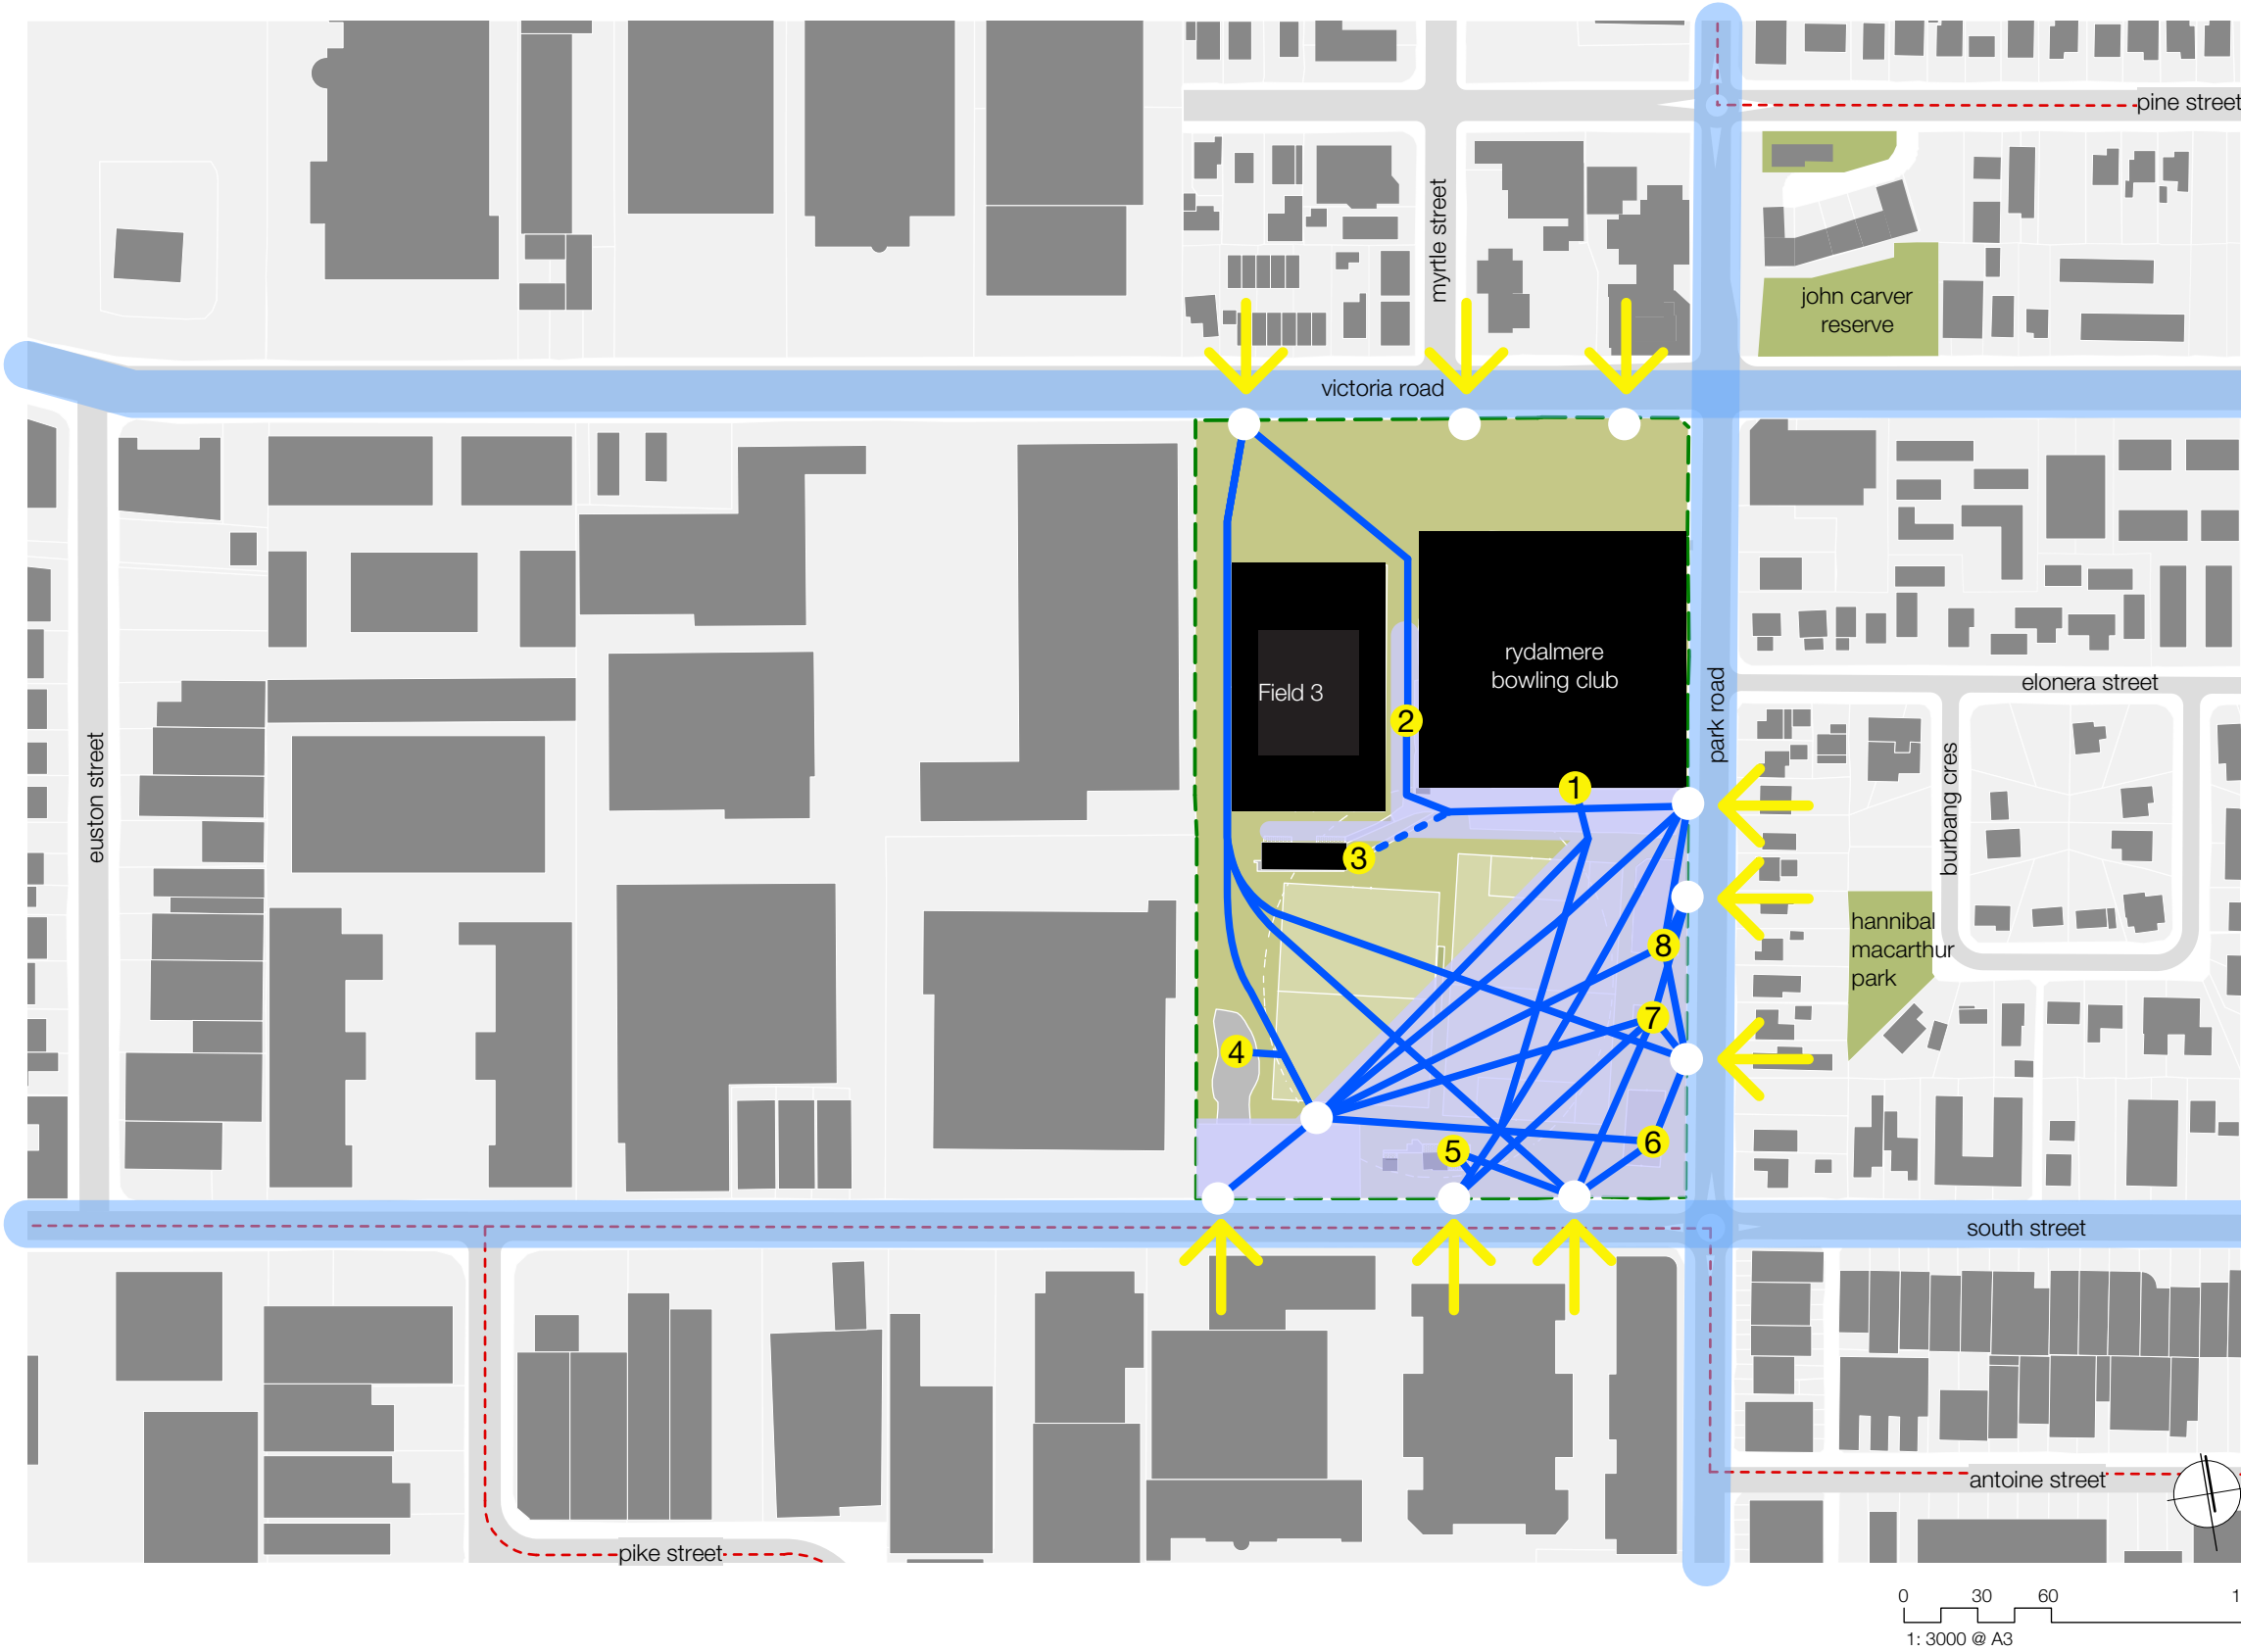 pine street
myrtle street
john carver
reserve
victoria road
rydalmere
bowling club
Field 3
park road
elonera street
2
1
euston street
burbang cres
3
8
hannibal
macarthur
park
7
4
5
6
south street
antoine street
pike street
0 30 60 1
1: 3000 @ A3